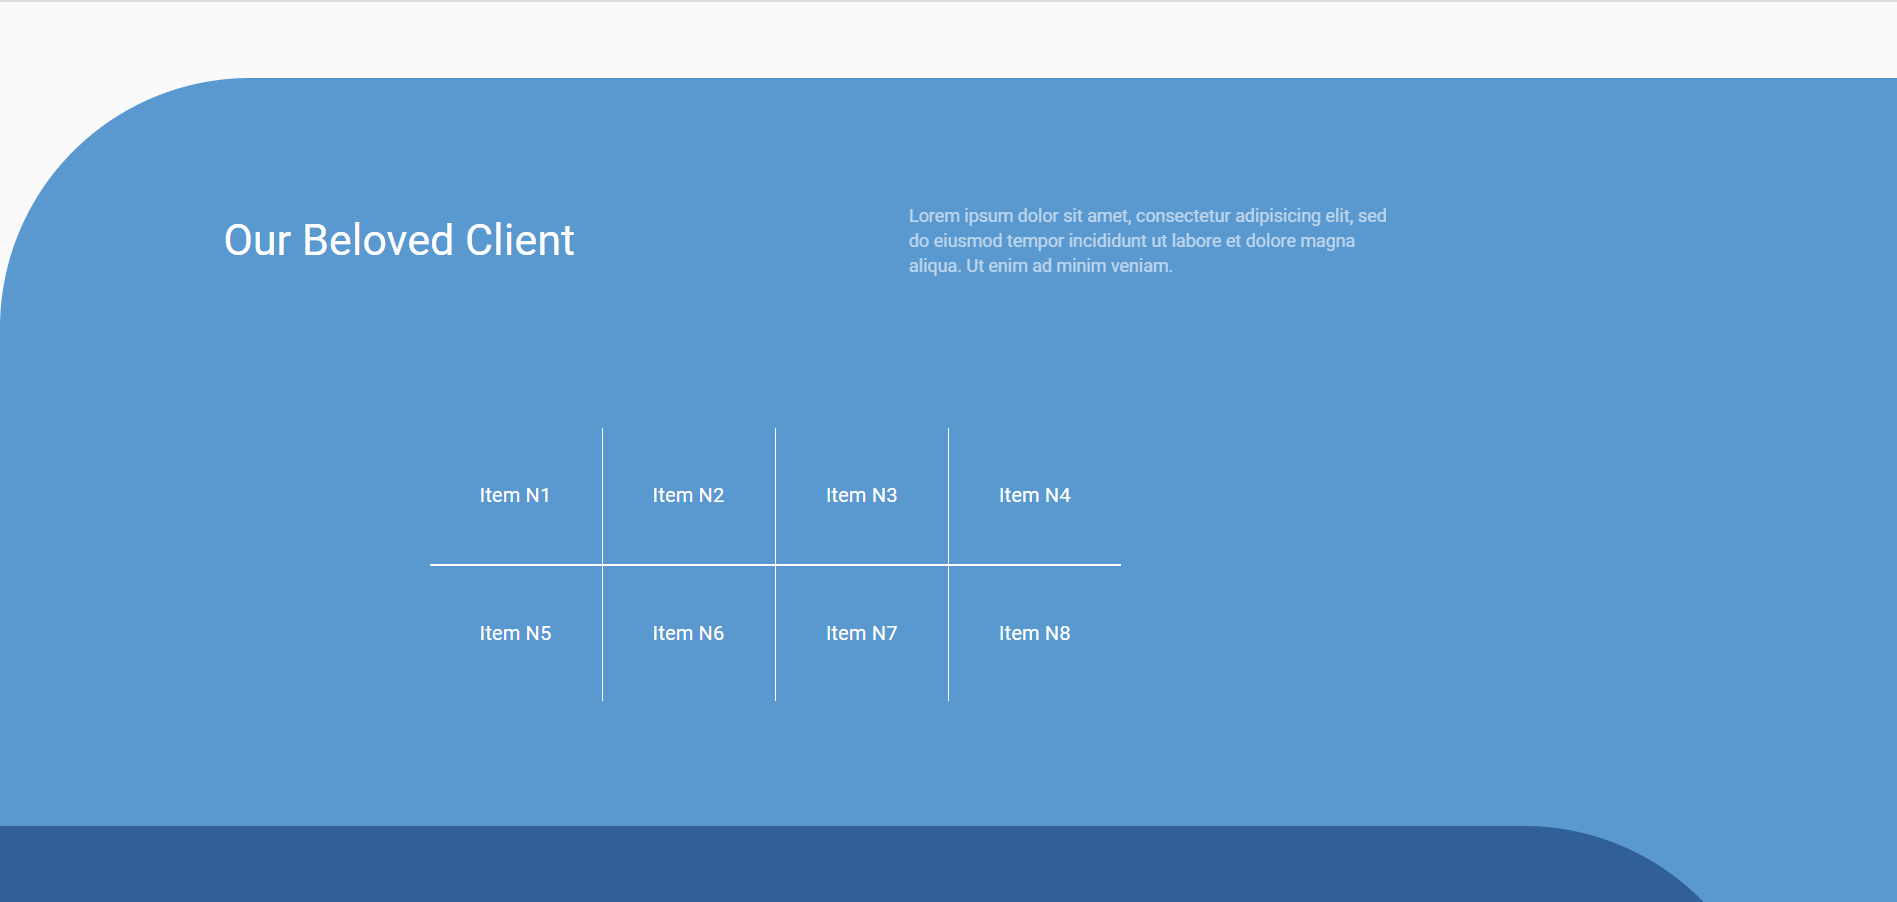 Our Beloved Client
Lorem ipsum dolor sit amet, consectetur adipisicing elit, sed
do eiusmod tempor incididunt ut labore et dolore magna
aliqua. Ut enim ad minim veniam.
Item N1
Item N2
Item N3
Item N4
Item N5
Item N6
Item N7
Item N8